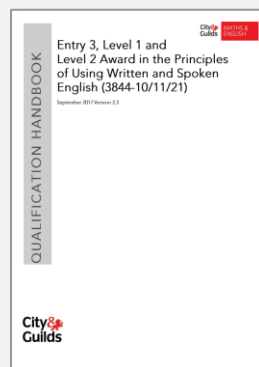 City&
Guilds
MATHS &
ENGLISH
QUALIFICATION HANDBOOK
Entry 3, Level 1 and
Level 2 Award in the Principles
of Using Written and Spoken
English (3844-10/11/21)
September 2017 Version 2.3
City&
Guilds